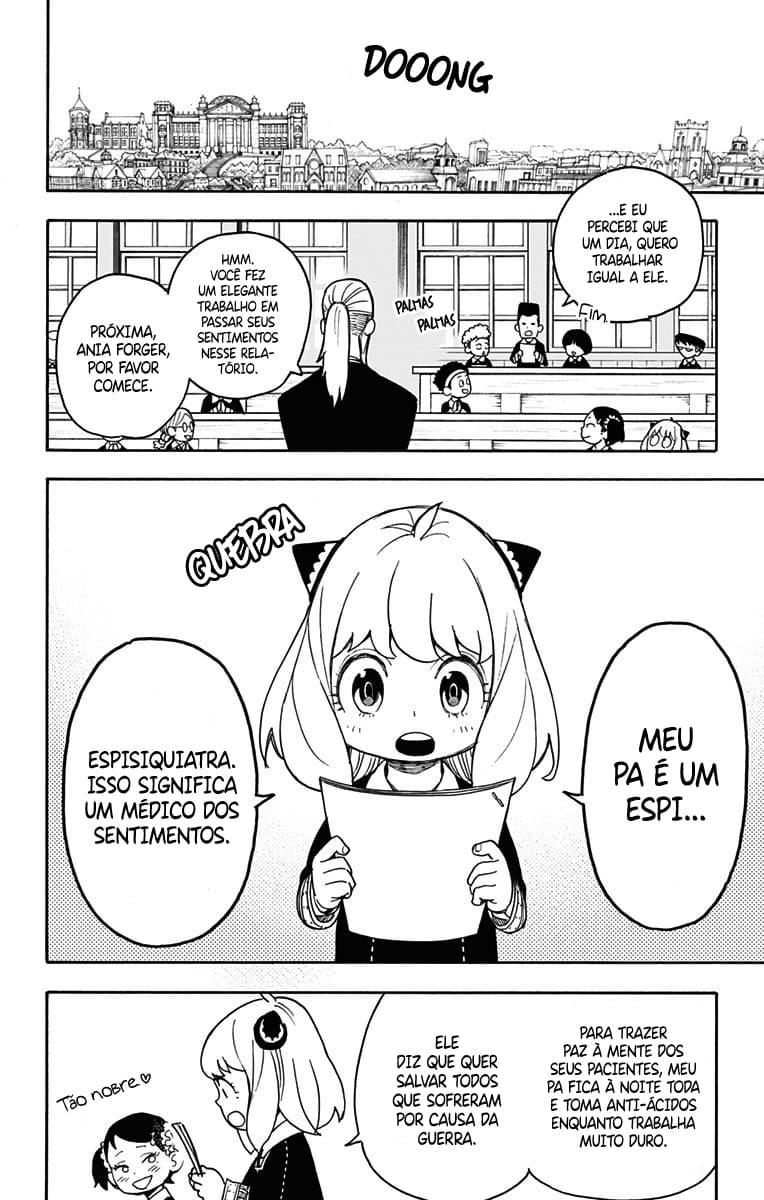 DOOONG
...E EU
PERCEBI QUE
UM DIA, QUERO
TRABALHAR
IGUAL A ELE.
FIM.
PALMAS
PALMAS
HMM.
VOCÊ FEZ
UM ELEGANTE
TRABALHO EM
PASSAR SEUS
SENTIMENTOS
NESSE RELA-
TÓRIO.
PRÓXIMA,
ANIA FORGER,
POR FAVOR
COMECE.
QUEBRA
MEU
PA É UM
ESPI...
ESPISIQUIATRA.
ISSO SIGNIFICA
UM MÉDICO DOS
SENTIMENTOS.
PARA TRAZER
PAZ À MENTE DOS
SEUS PACIENTES, MEU
PA FICA À NOITE TODA
E TOMA ANTI-ÁCIDOS
ENQUANTO TRABALHA
MUITO DURO.
ELE
DIZ QUE QUER
SALVAR TODOS
QUE SOFRERAM
POR CAUSA DA
GUERRA.
Tão nobre♡